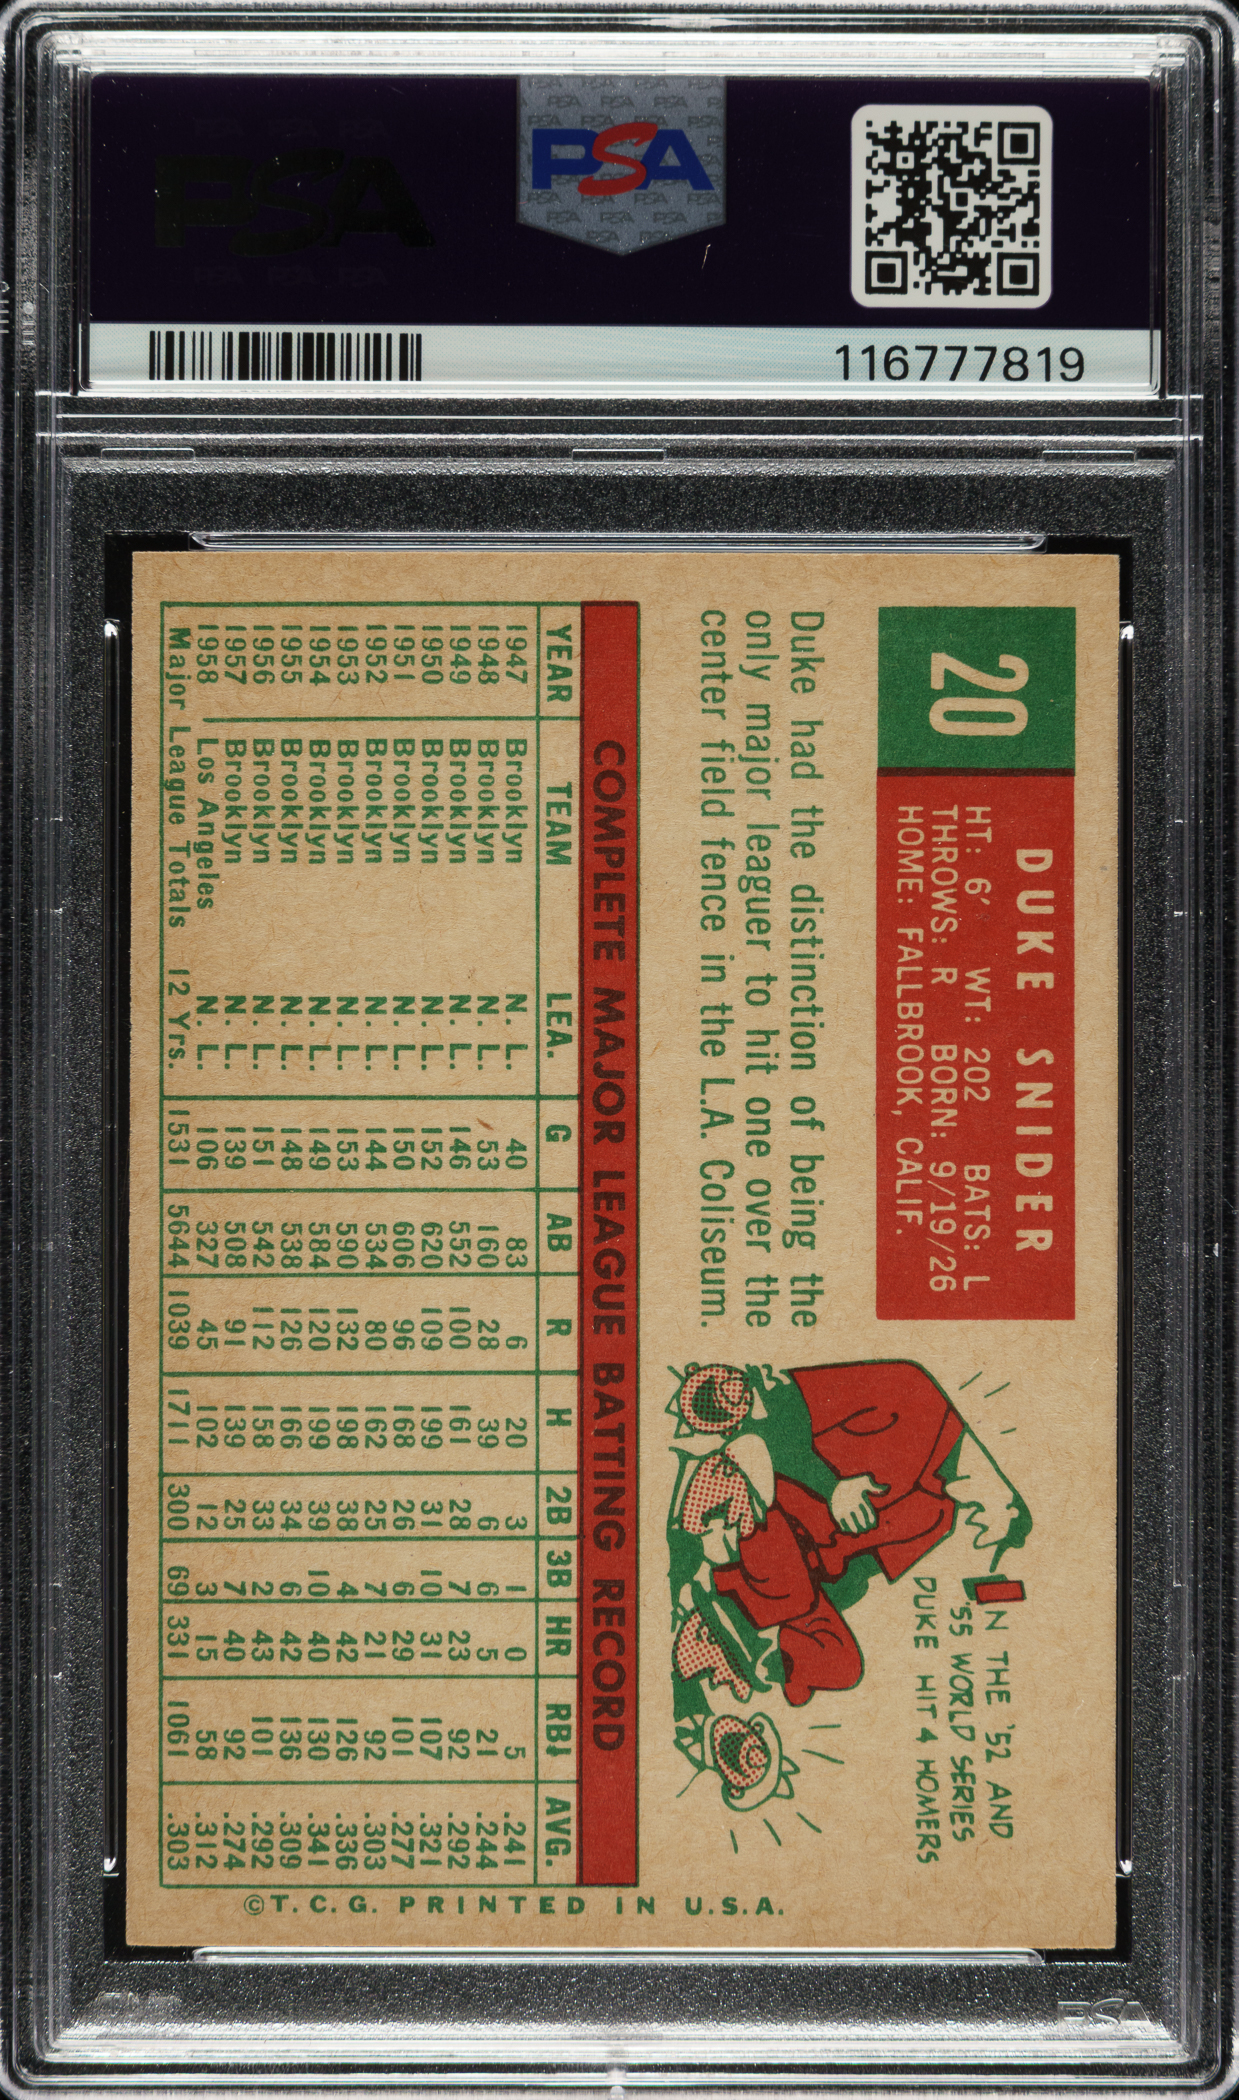 PSA
116777819
20
DUKE SNIDER
HT: 6' WT: 202 BATS: L
THROWS: R BORN: 9/19/26
HOME: FALLBROOK, CALIF.
Duke had the distinction of being the
only major leaguer to hit one over the
center field fence in the L.A. Coliseum.
IN THE '52 AND
'55 WORLD SERIES
DUKE HIT 4 HOMERS
COMPLETE MAJOR LEAGUE BATTING RECORD
YEAR TEAM LEA. G AB R H 2B 3B HR RBI AVG.
1947 Brooklyn N. L. 40 83 6 20 3 1 0 5 .241
1948 Brooklyn N. L. 53 160 28 39 6 6 5 21 .244
1949 Brooklyn N. L. 146 552 100 161 28 7 23 92 .292
1950 Brooklyn N. L. 152 620 109 199 31 10 31 107 .321
1951 Brooklyn N. L. 150 606 96 168 26 6 29 101 .277
1952 Brooklyn N. L. 144 534 80 162 25 7 21 92 .303
1953 Brooklyn N. L. 153 590 132 198 38 4 42 126 .336
1954 Brooklyn N. L. 149 584 120 199 39 10 40 130 .341
1955 Brooklyn N. L. 148 538 126 166 34 6 42 136 .309
1956 Brooklyn N. L. 151 542 112 158 33 2 43 101 .292
1957 Brooklyn N. L. 139 508 91 139 25 7 40 92 .274
1958 Los Angeles N. L. 106 327 45 102 12 3 15 58 .312
Major League Totals 12 Yrs. 1531 5644 1039 1711 300 69 331 1061 .303
©T.C.G. PRINTED IN U.S.A.
PSA